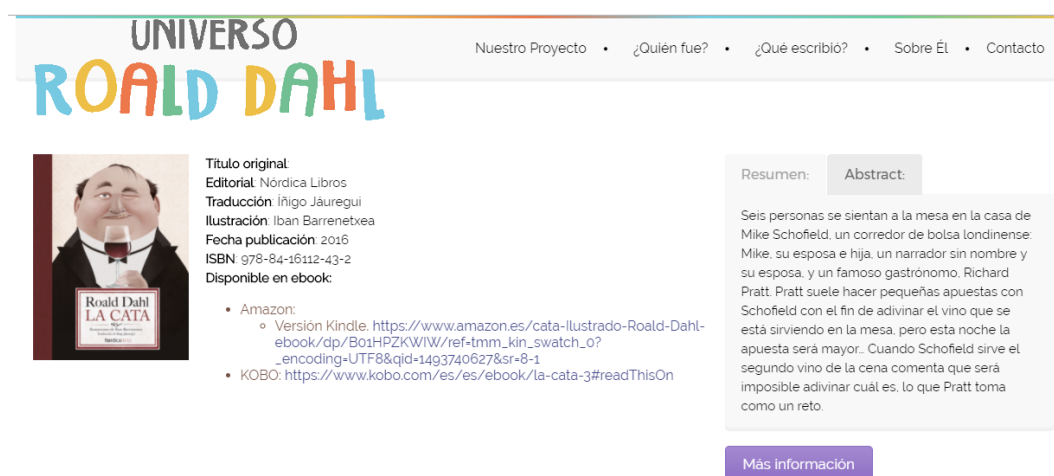 UNIVERSO
ROALD DAHL
Nuestro Proyecto • ¿Quién fue? • ¿Qué escribió? • Sobre Él • Contacto
Roald Dahl
LA CATA
Título original:
Editorial: Nórdica Libros
Traducción: Íñigo Jáuregui
Ilustración: Iban Barrenetxea
Fecha publicación: 2016
ISBN: 978-84-16112-43-2
Disponible en ebook:
• Amazon:
Versión Kindle. https://www.amazon.es/cata-Ilustrado-Roald-Dahl-
ebook/dp/B01HPZKWIW/ref=tmm_kin_swatch_0?
_encoding=UTF8&qid=1493740627&sr=8-1
• KOBO: https://www.kobo.com/es/es/ebook/la-cata-3#readThisOn
Resumen: Abstract:
Seis personas se sientan a la mesa en la casa de
Mike Schofield, un corredor de bolsa londinense:
Mike, su esposa e hija, un narrador sin nombre y
su esposa, y un famoso gastrónomo, Richard
Pratt. Pratt suele hacer pequeñas apuestas con
Schofield con el fin de adivinar el vino que se
está sirviendo en la mesa, pero esta noche la
apuesta será mayor… Cuando Schofield sirve el
segundo vino de la cena comenta que será
imposible adivinar cuál es, lo que Pratt toma
como un reto.
Más información